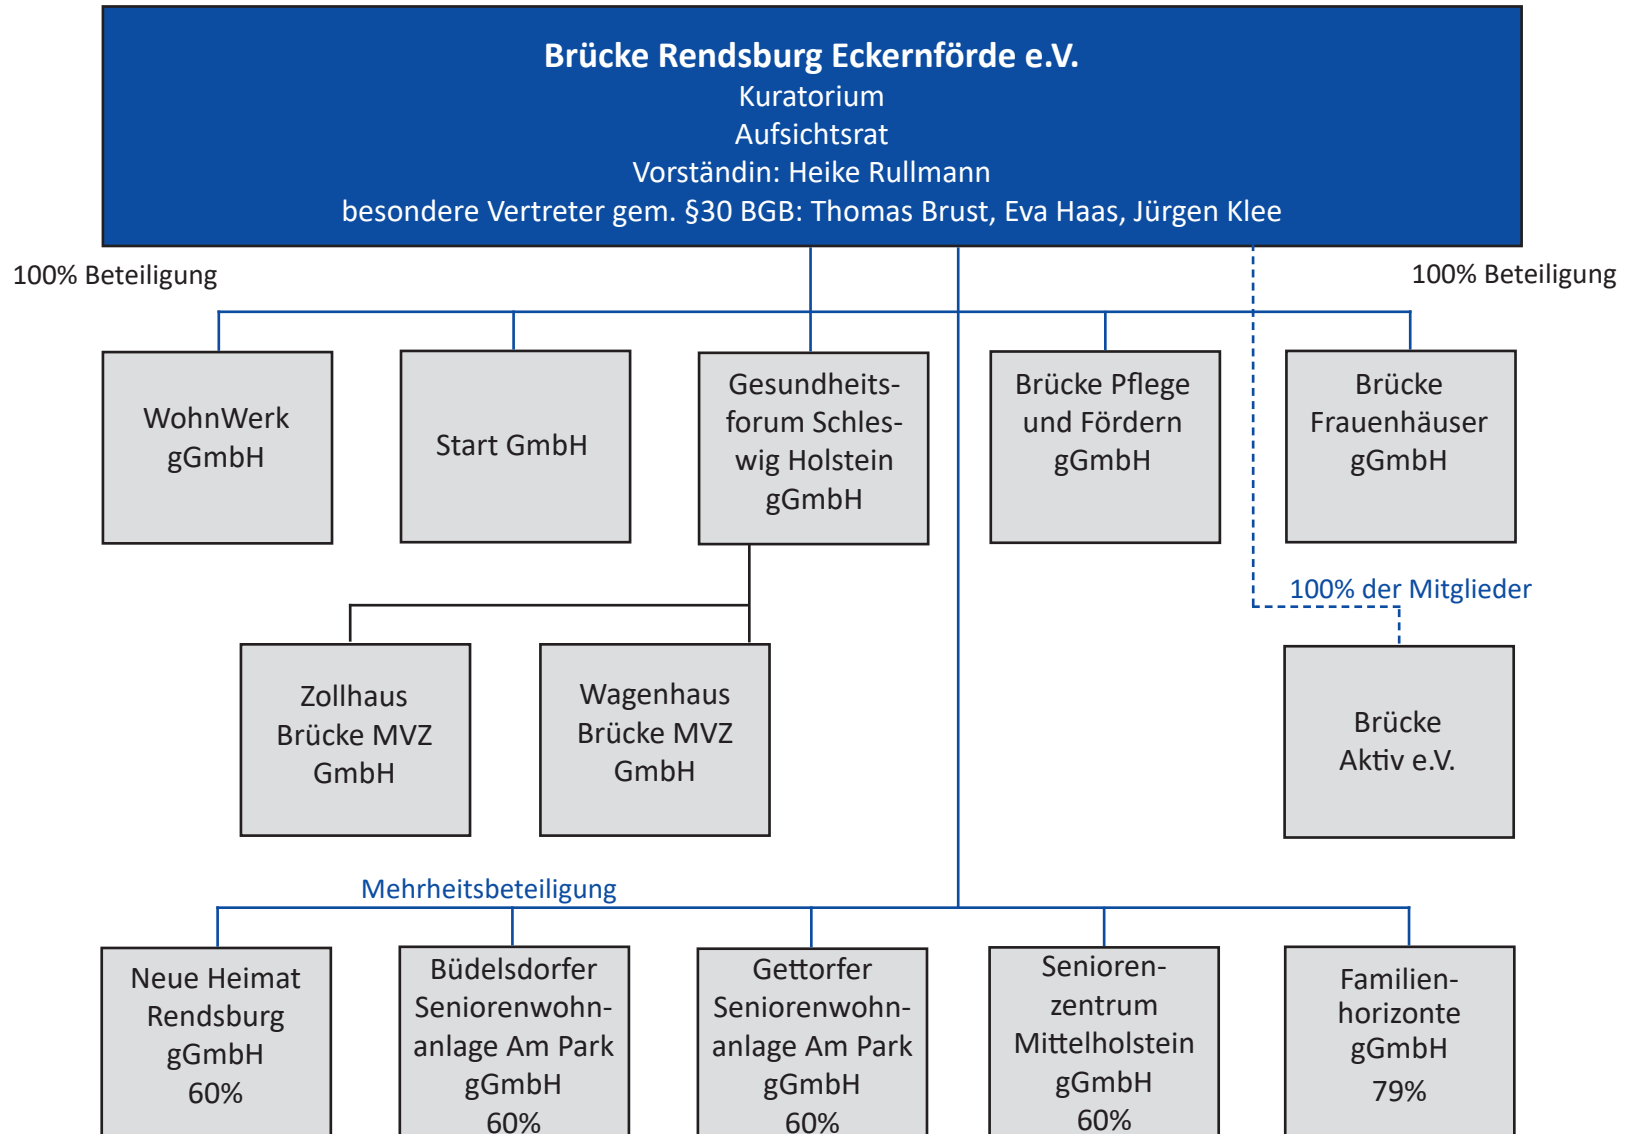 Brücke Rendsburg Eckernförde e.V.
Kuratorium
Aufsichtsrat
Vorständin: Heike Rullmann
besondere Vertreter gem. §30 BGB: Thomas Brust, Eva Haas, Jürgen Klee
100% Beteiligung
100% Beteiligung
WohnWerk
gGmbH
Start GmbH
Gesundheits-
forum Schles-
wig Holstein
gGmbH
Brücke Pflege
und Fördern
gGmbH
Brücke
Frauenhäuser
gGmbH
100% der Mitglieder
Zollhaus
Brücke MVZ
GmbH
Wagenhaus
Brücke MVZ
GmbH
Brücke
Aktiv e.V.
Mehrheitsbeteiligung
Neue Heimat
Rendsburg
gGmbH
60%
Büdelsdorfer
Seniorenwohn-
anlage Am Park
gGmbH
60%
Gettorfer
Seniorenwohn-
anlage Am Park
gGmbH
60%
Senioren-
zentrum
Mittelholstein
gGmbH
60%
Familien-
horizonte
gGmbH
79%